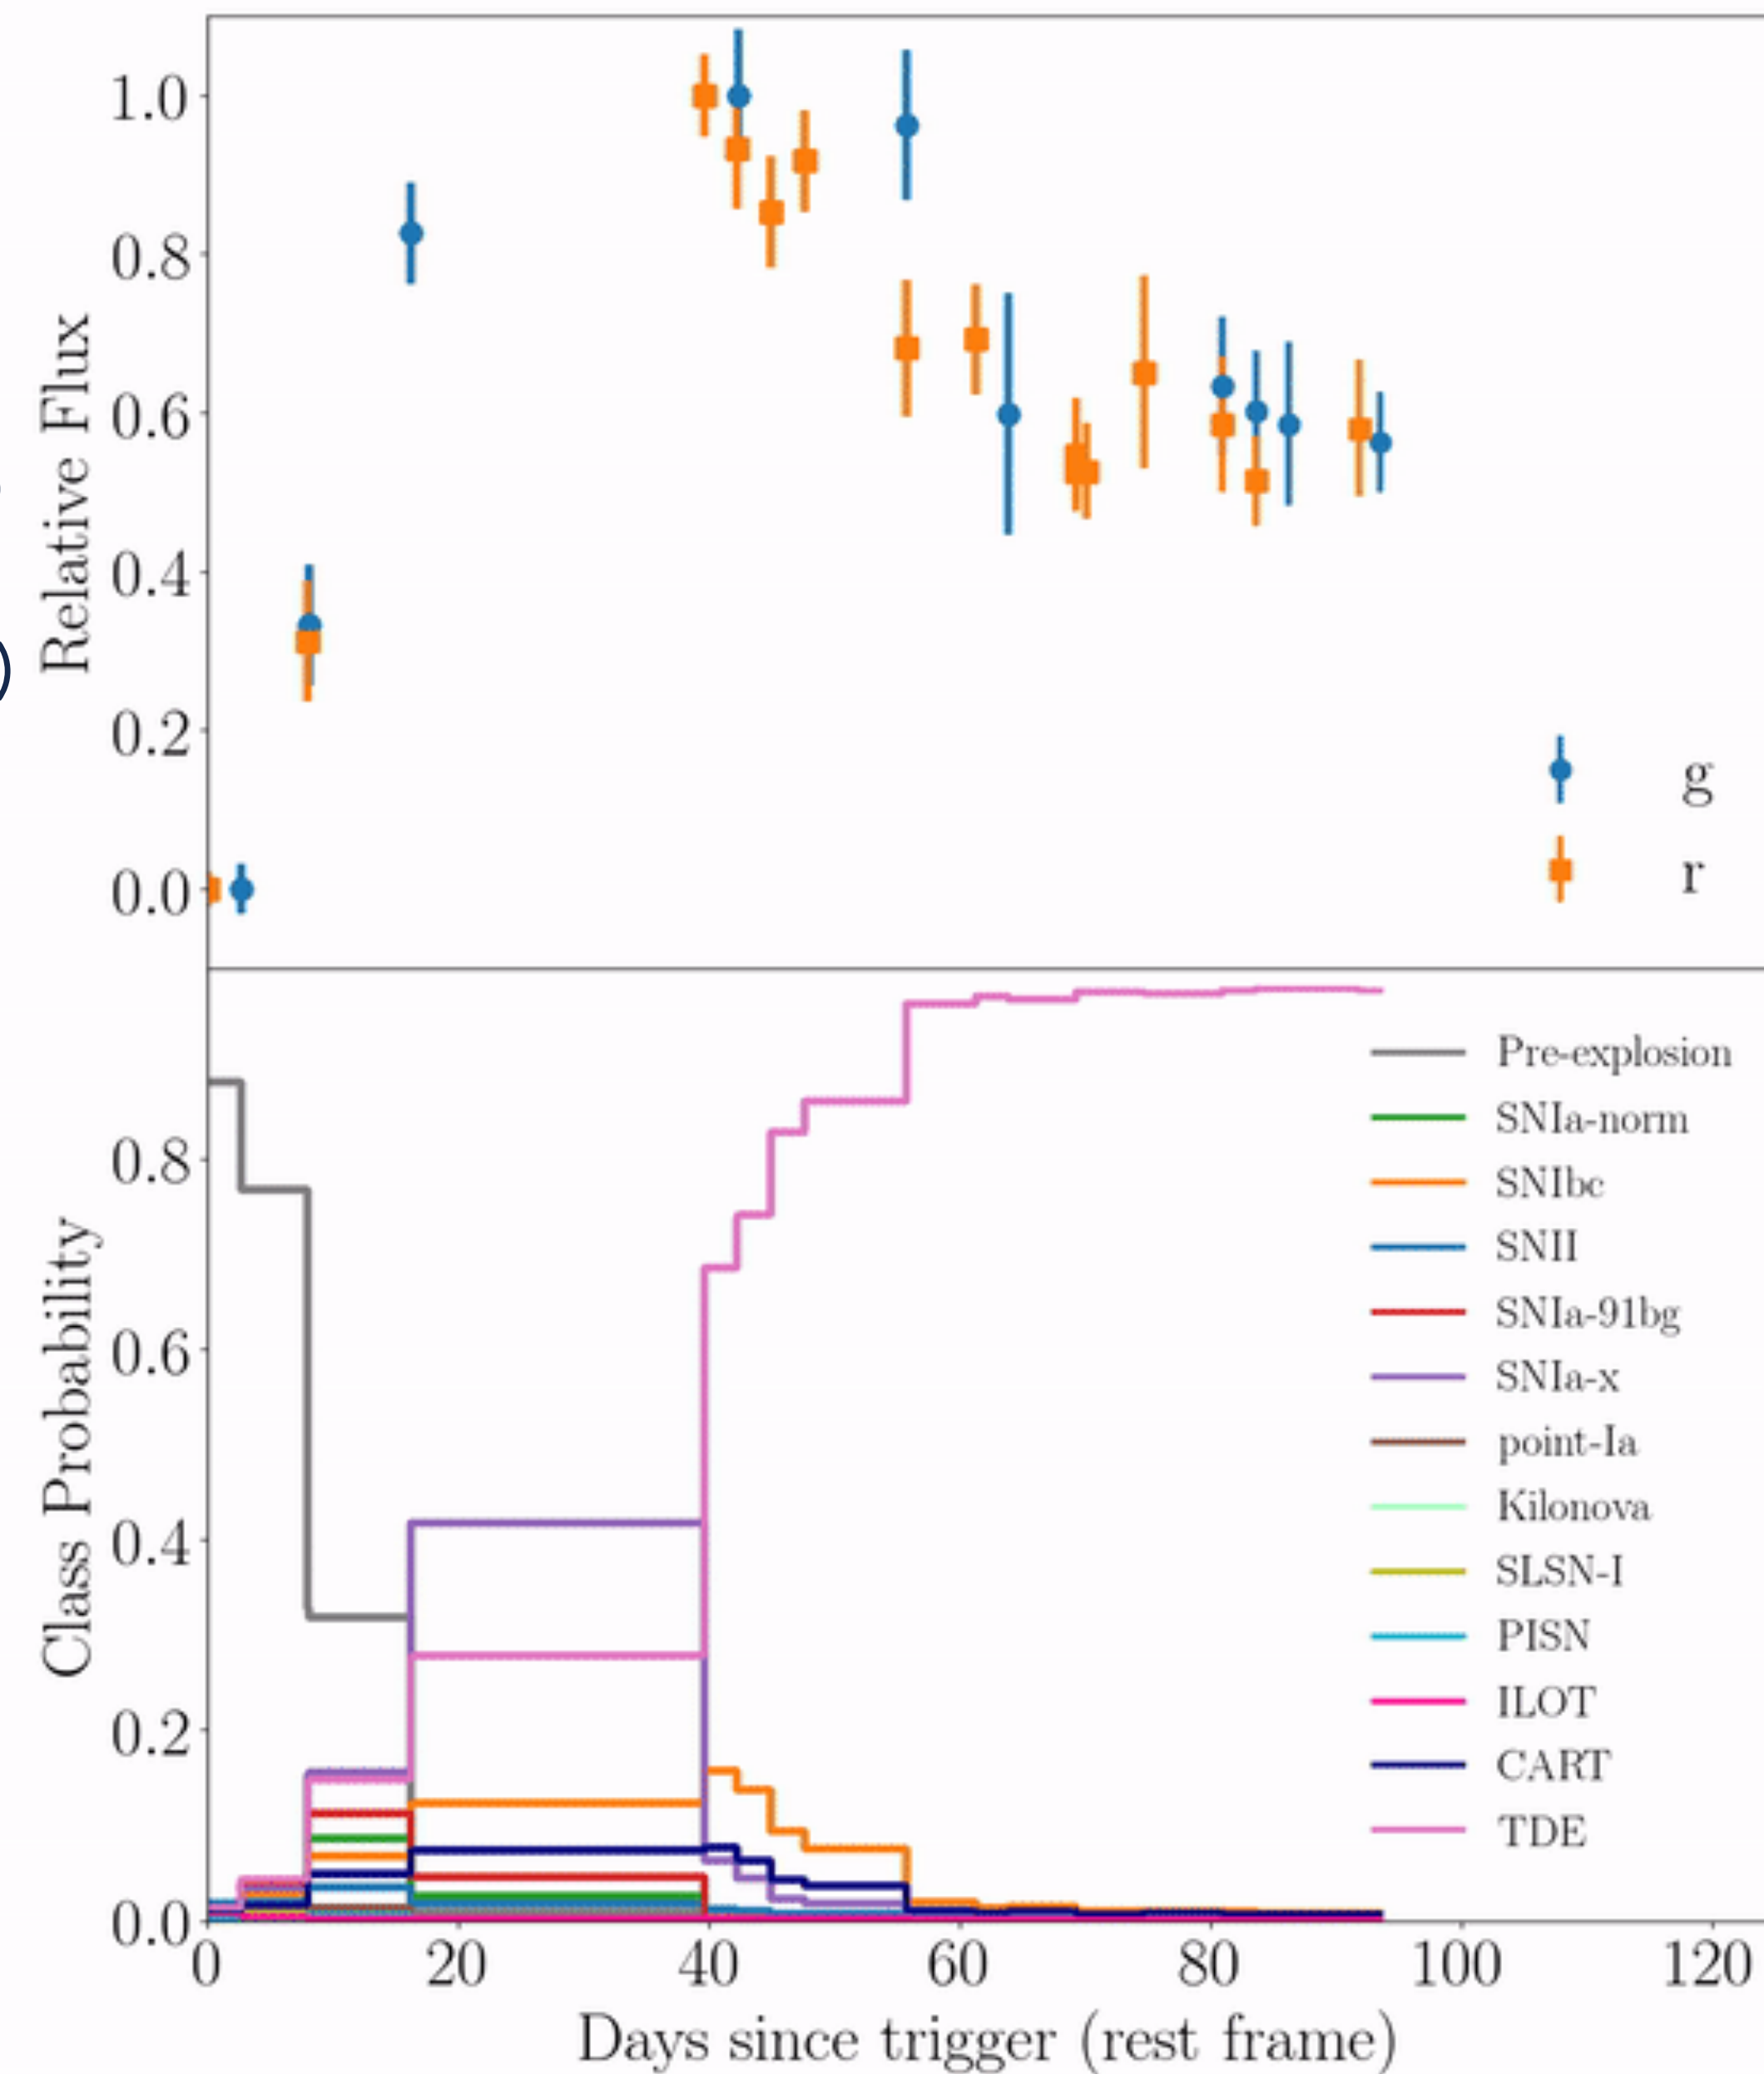 Relative Flux
1.0
0.8
0.6
0.4
0.2
0.0
g
r
Class Probability
0.8
0.6
0.4
0.2
0.0
Pre-explosion
SNIa-norm
SNIbc
SNII
SNIa-91bg
SNIa-x
point-Ia
Kilonova
SLSN-I
PISN
ILOT
CART
TDE
0 20 40 60 80 100 120
Days since trigger (rest frame)